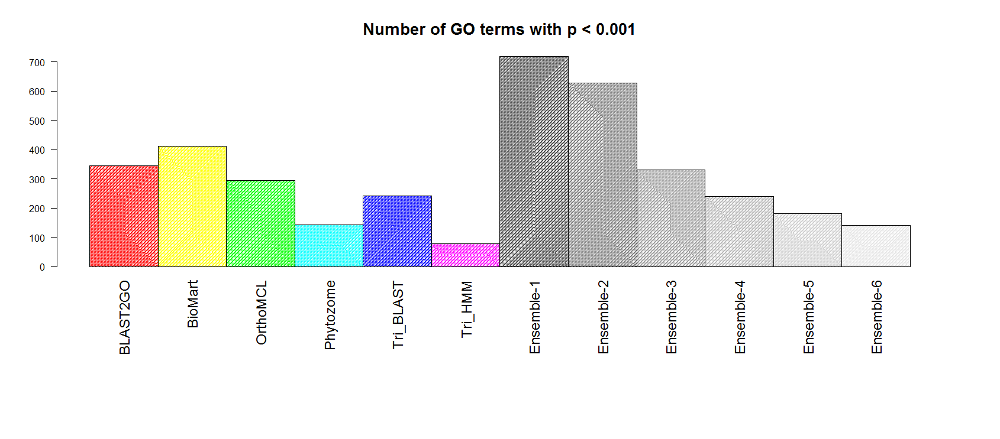 Number of GO terms with p < 0.001
700
600
500
400
300
200
100
0
BLAST2GO
BioMart
OrthoMCL
Phytozome
Tri_BLAST
Tri_HMM
Ensemble-1
Ensemble-2
Ensemble-3
Ensemble-4
Ensemble-5
Ensemble-6